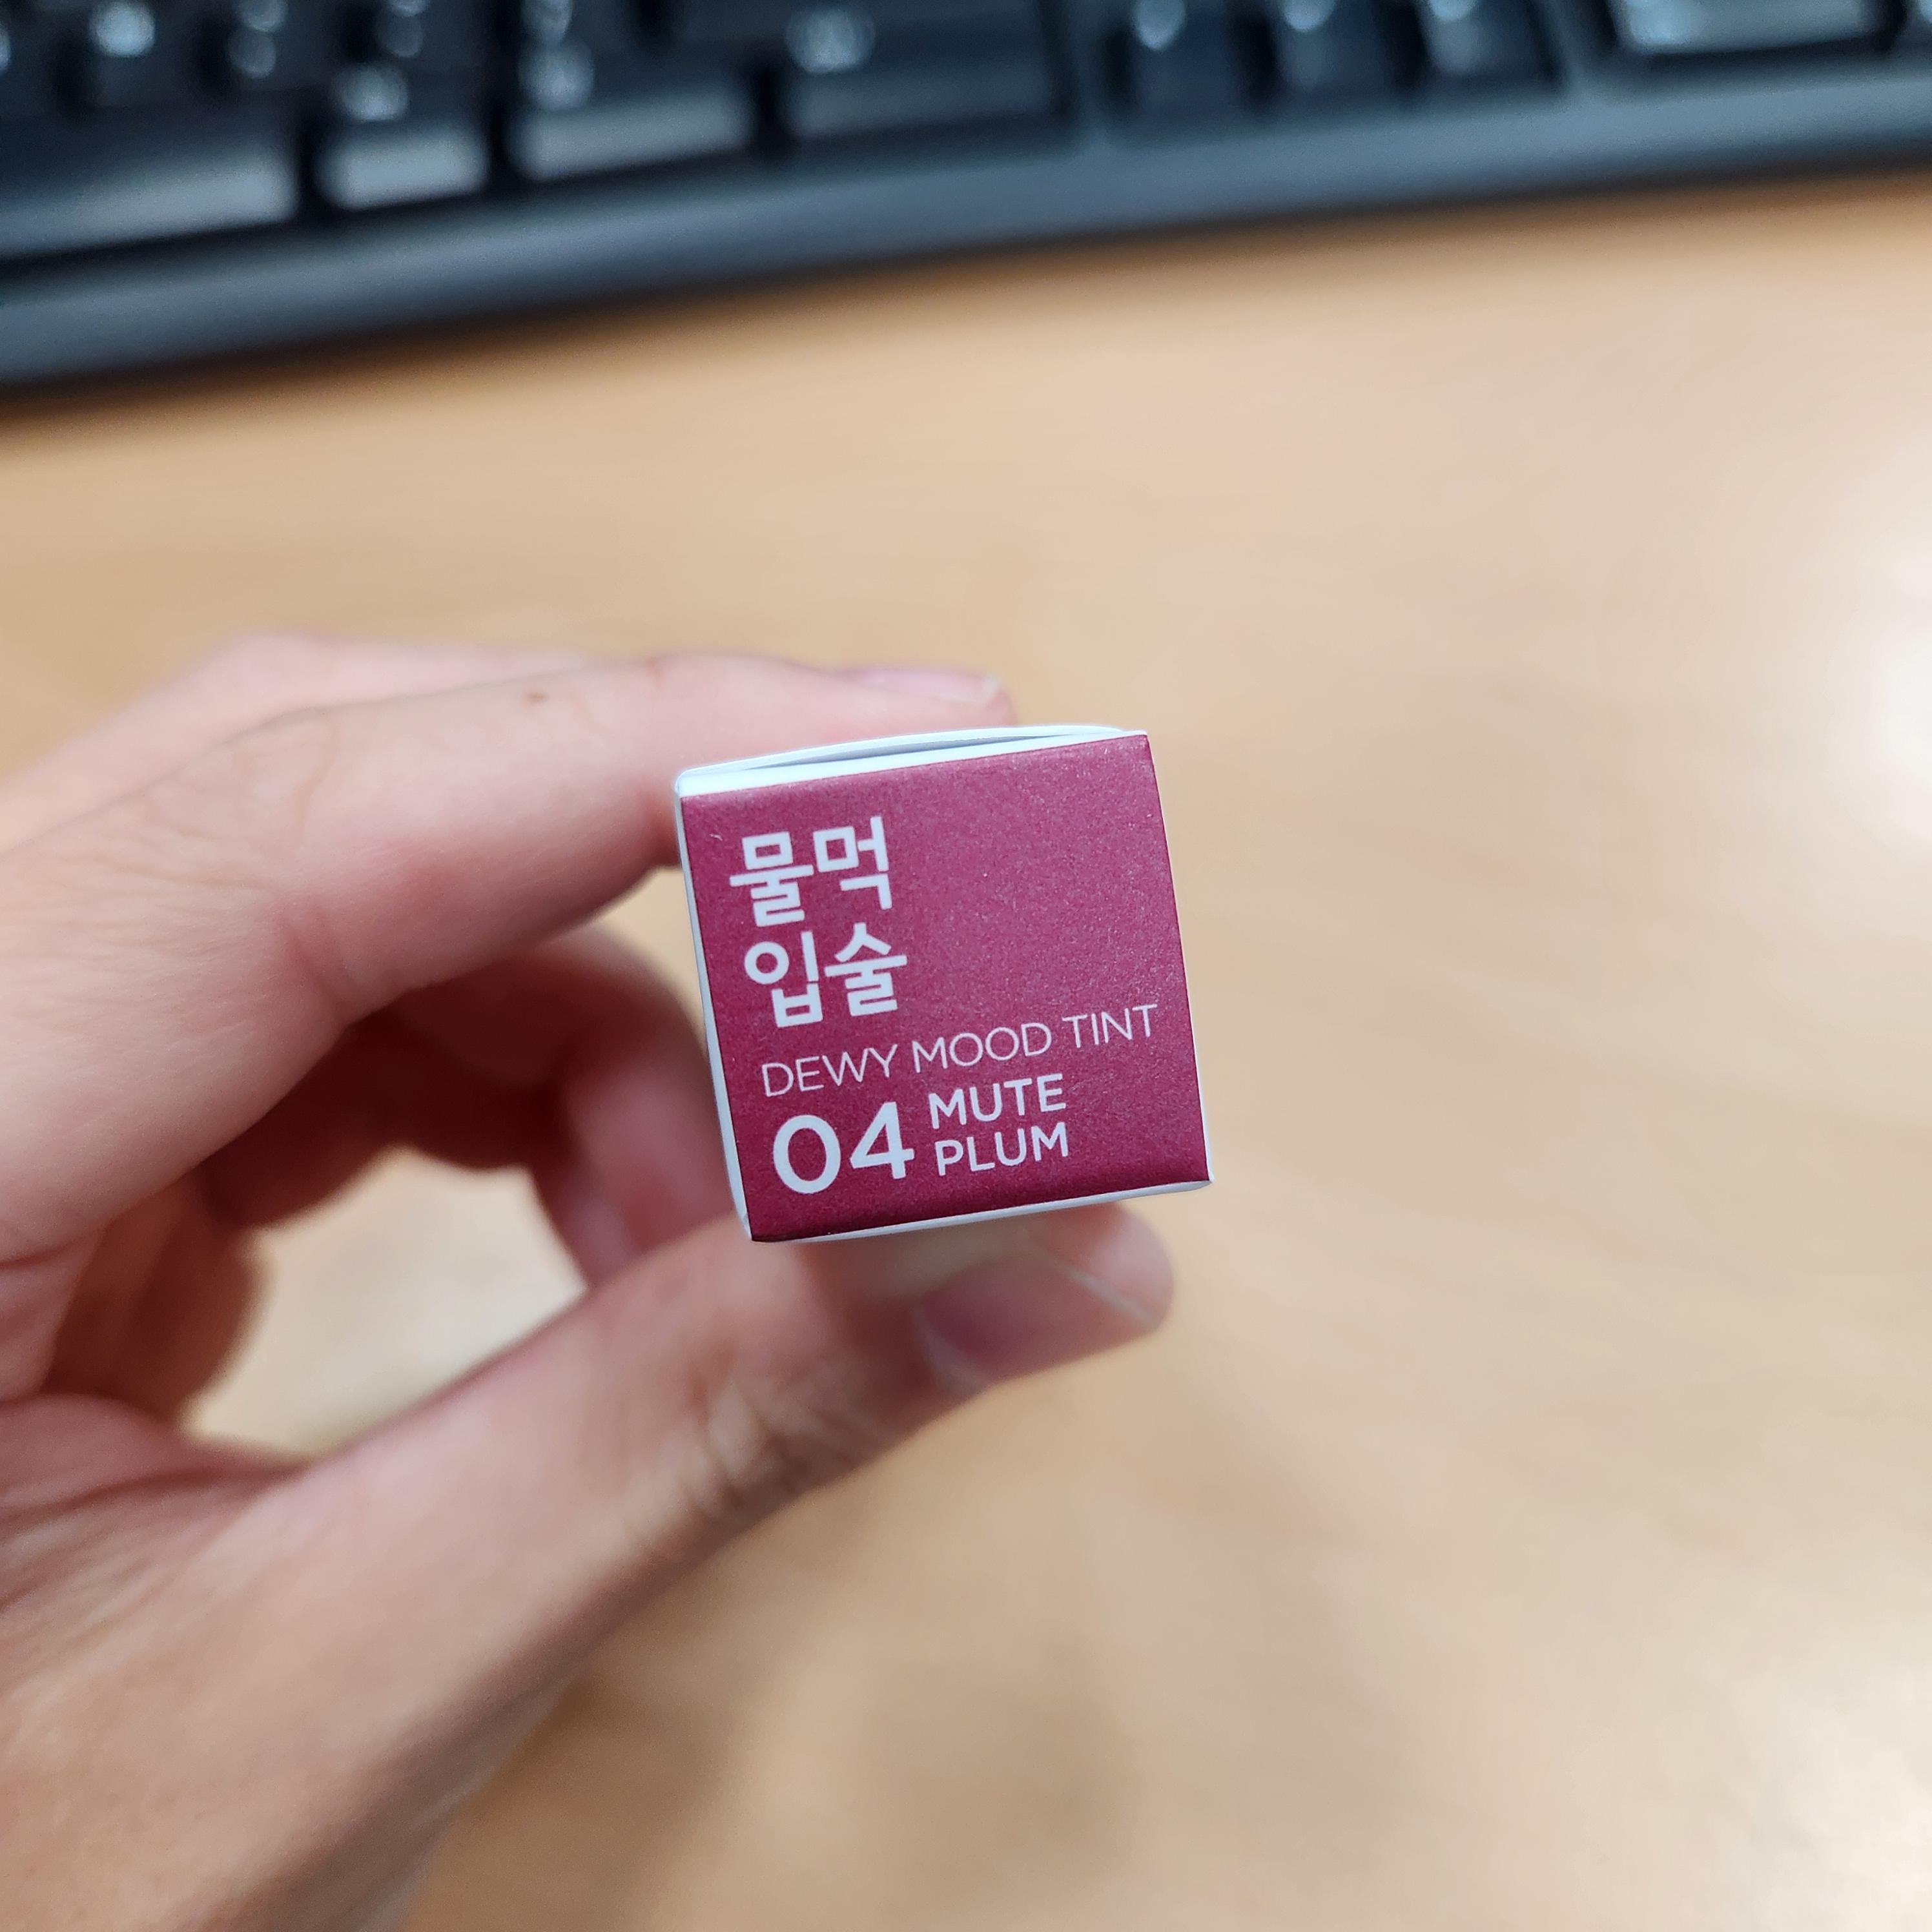 물먹
입술
DEWY MOOD TINT
04 MUTE
PLUM